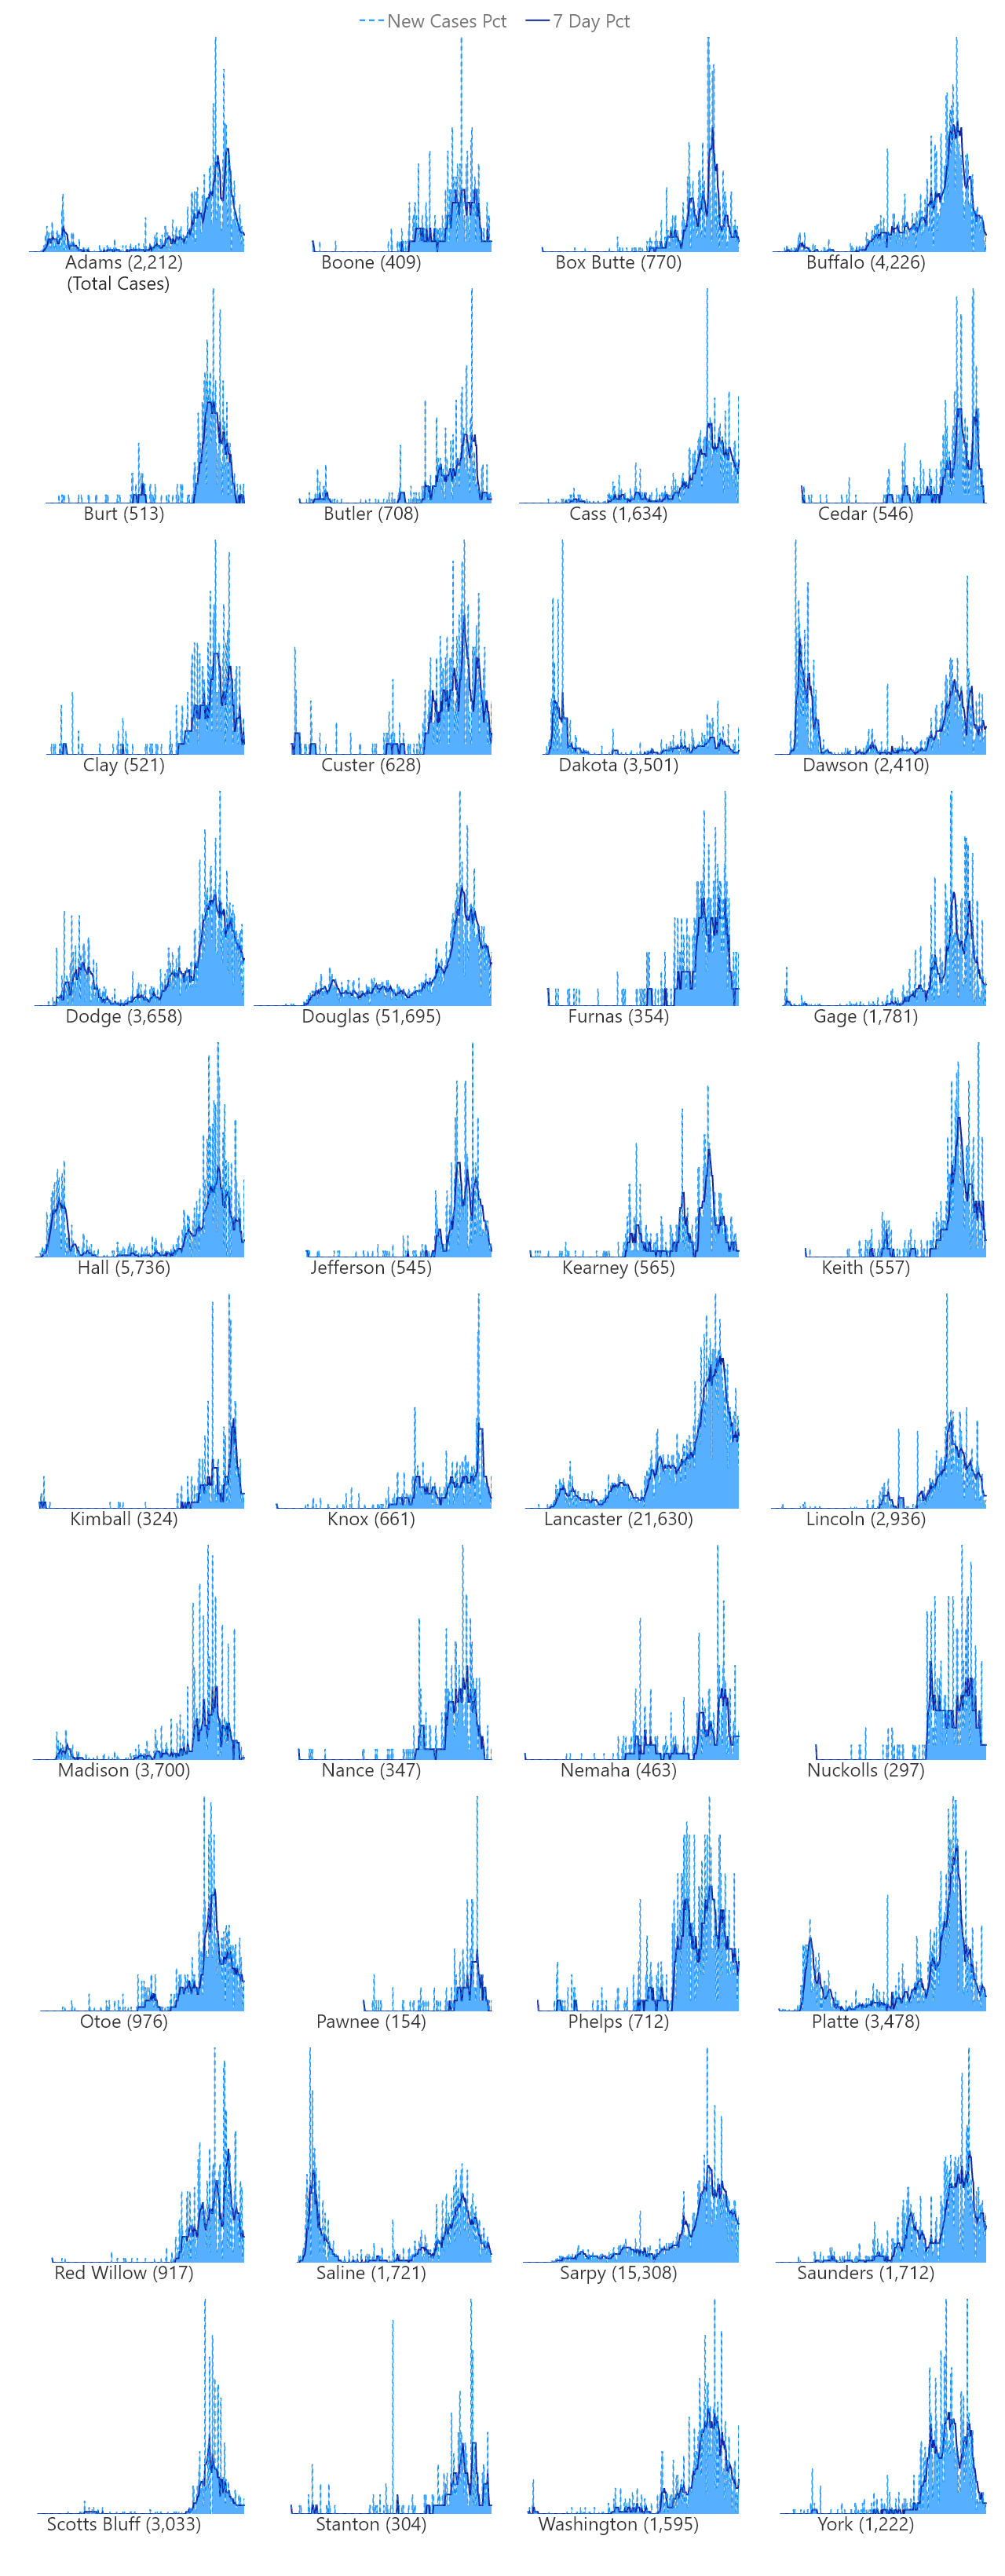 New Cases Pct 7 Day Pct
Adams (2,212) Boone (409) Box Butte (770) Buffalo (4,226)
(Total Cases)
Burt (513) Butler (708) Cass (1,634) Cedar (546)
Clay (521) Custer (628) Dakota (3,501) Dawson (2,410)
Dodge (3,658) Douglas (51,695) Furnas (354) Gage (1,781)
Hall (5,736) Jefferson (545) Kearney (565) Keith (557)
Kimball (324) Knox (661) Lancaster (21,630) Lincoln (2,936)
Madison (3,700) Nance (347) Nemaha (463) Nuckolls (297)
Otoe (976) Pawnee (154) Phelps (712) Platte (3,478)
Red Willow (917) Saline (1,721) Sarpy (15,308) Saunders (1,712)
Scotts Bluff (3,033) Stanton (304) Washington (1,595) York (1,222)